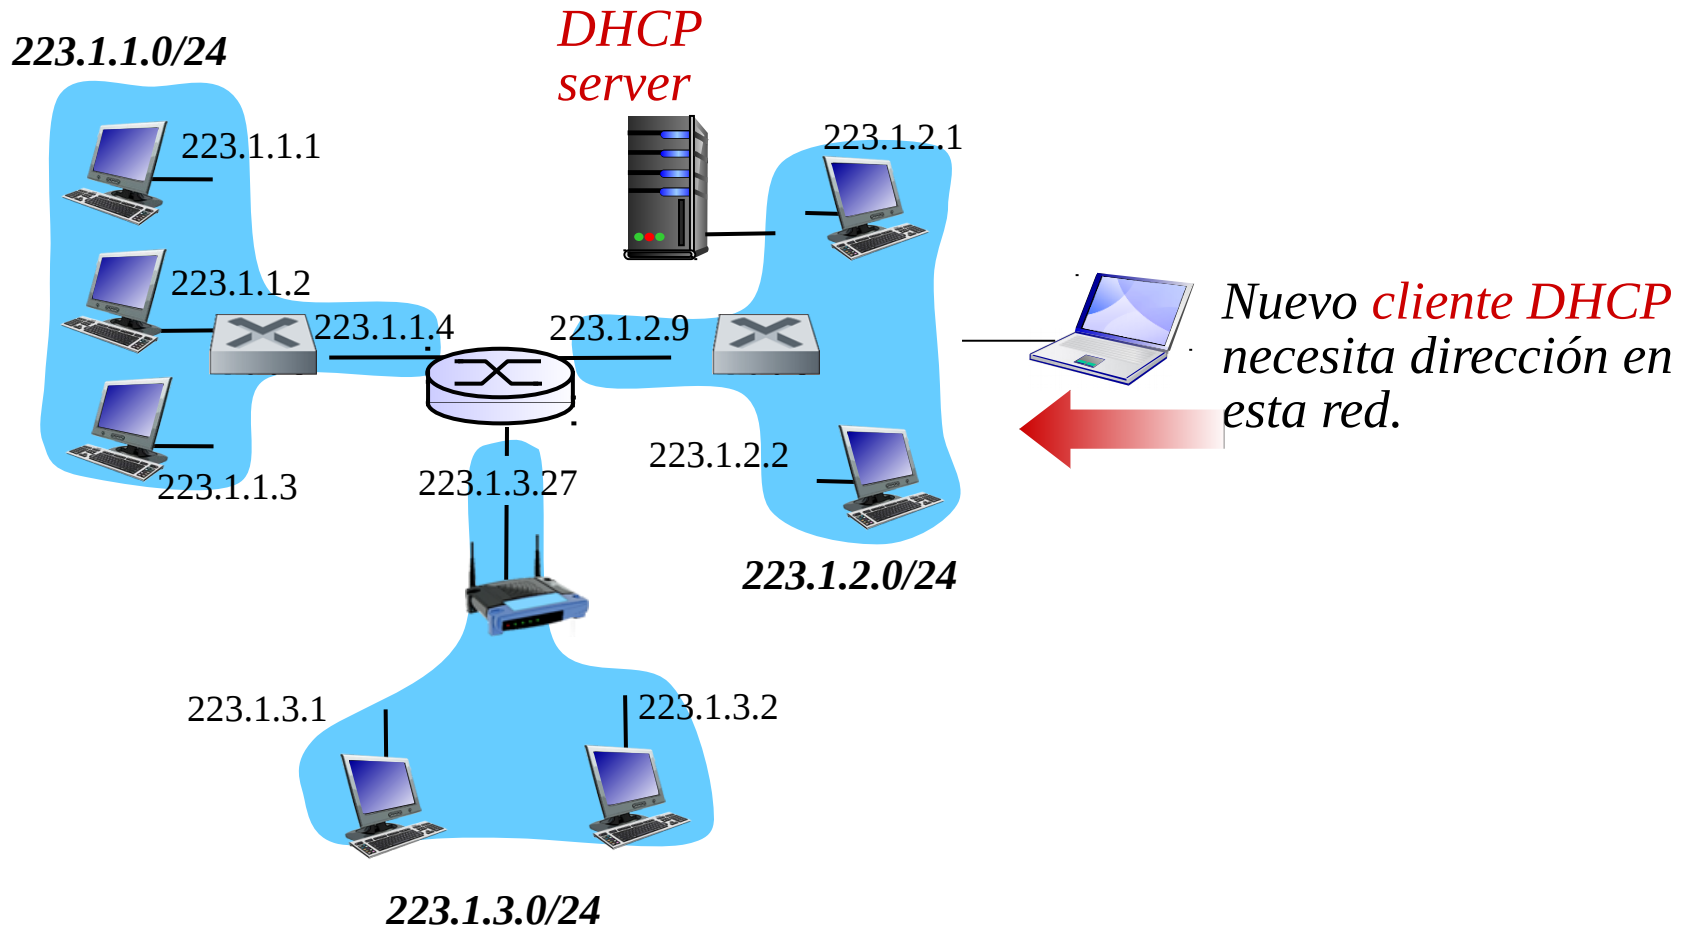 DHCP
server
223.1.1.0/24
223.1.1.1
223.1.2.1
223.1.1.2
223.1.1.4
223.1.2.9
Nuevo cliente DHCP
necesita dirección en
esta red.
223.1.2.2
223.1.1.3
223.1.3.27
223.1.2.0/24
223.1.3.1
223.1.3.2
223.1.3.0/24